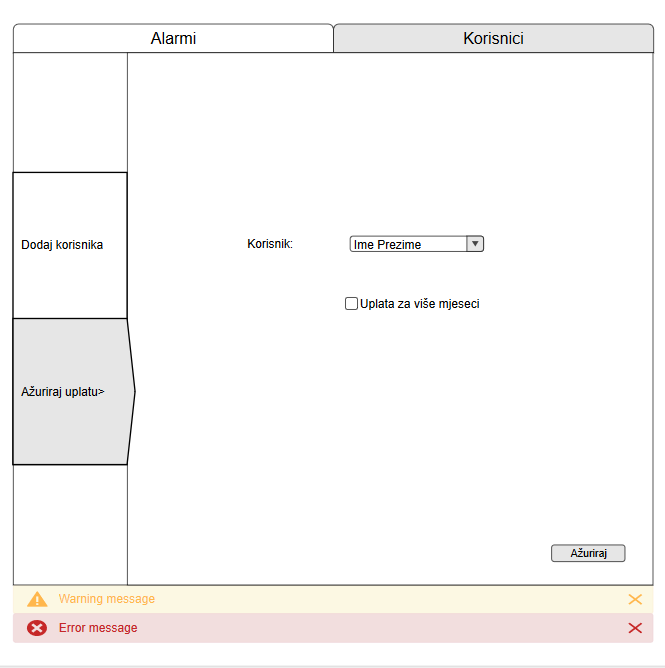 Alarmi
Korisnici
Dodaj korisnika
Korisnik:
Ime Prezime
Uplata za više mjeseci
Ažuriraj uplatu>
Ažuriraj
Warning message
Error message